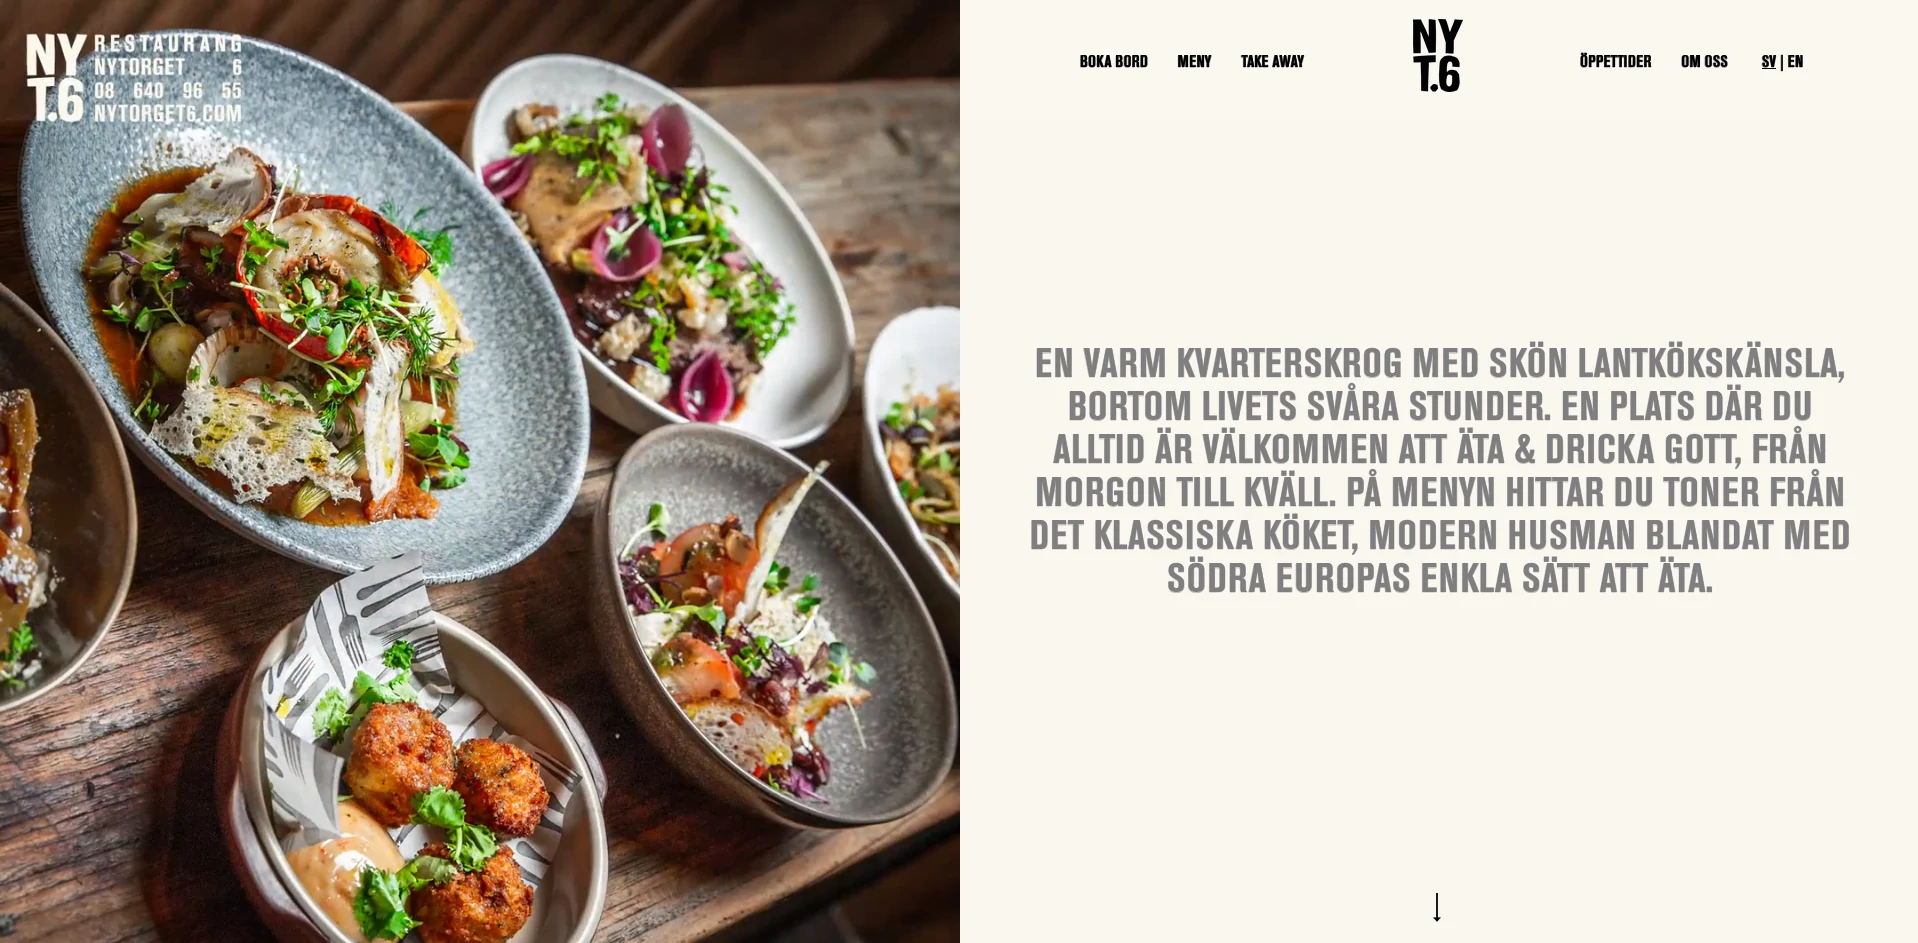 NY
T.6
RESTAURANG
NYTORGET 6
08 640 96 55
NYTORGET6.COM
BOKA BORD
MENY
TAKE AWAY
NY
T.6
ÖPPETTIDER
OM OSS
SV | EN
EN VARM KVARTERSKROG MED SKÖN LANTKÖKSKÄNSLA,
BORTOM LIVETS SVÅRA STUNDER. EN PLATS DÄR DU
ALLTID ÄR VÄLKOMMEN ATT ÄTA & DRICKA GOTT, FRÅN
MORGON TILL KVÄLL. PÅ MENYN HITTAR DU TONER FRÅN
DET KLASSISKA KÖKET, MODERN HUSMAN BLANDAT MED
SÖDRA EUROPAS ENKLA SÄTT ATT ÄTA.